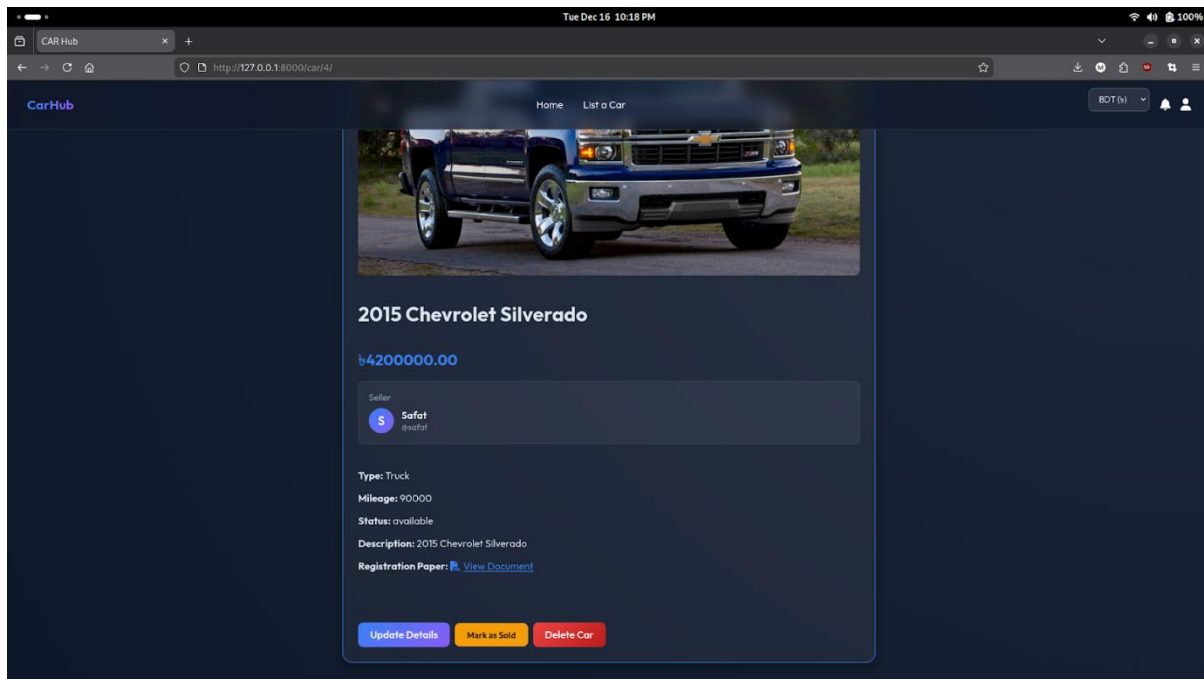 Tue Dec 16 10:18 PM
100%
CAR Hub
http://127.0.0.1:8000/car/4/
CarHub
Home
List a Car
BDT (৳)
2015 Chevrolet Silverado
৳4200000.00
Seller
S
Safat
@safat
Type: Truck
Mileage: 90000
Status: available
Description: 2015 Chevrolet Silverado
Registration Paper: View Document
Update Details
Mark as Sold
Delete Car